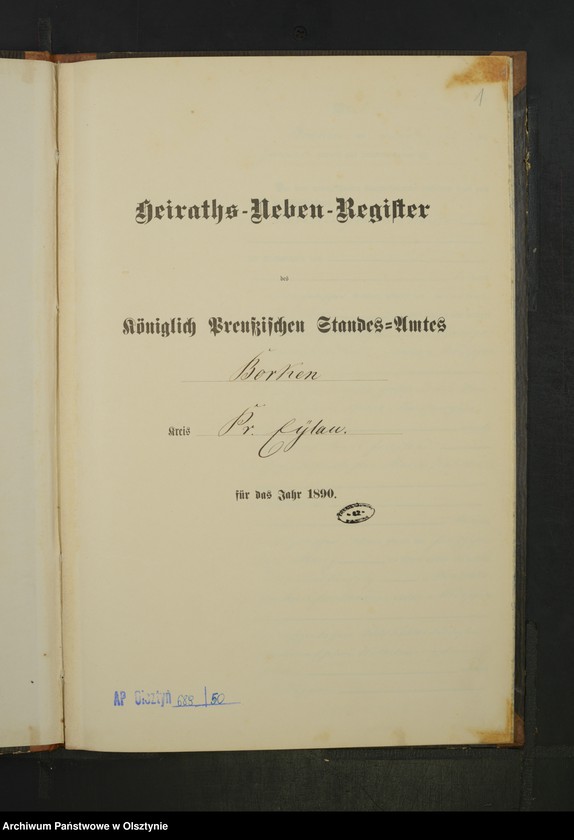 1
Heiraths-Neben-Register
des
Königlich Preußischen Standes-Amtes
Borken
Kreis Pr. Eylau.
für das Jahr 1890.
AP Olsztyn 688/50
Archiwum Państwowe w Olsztynie